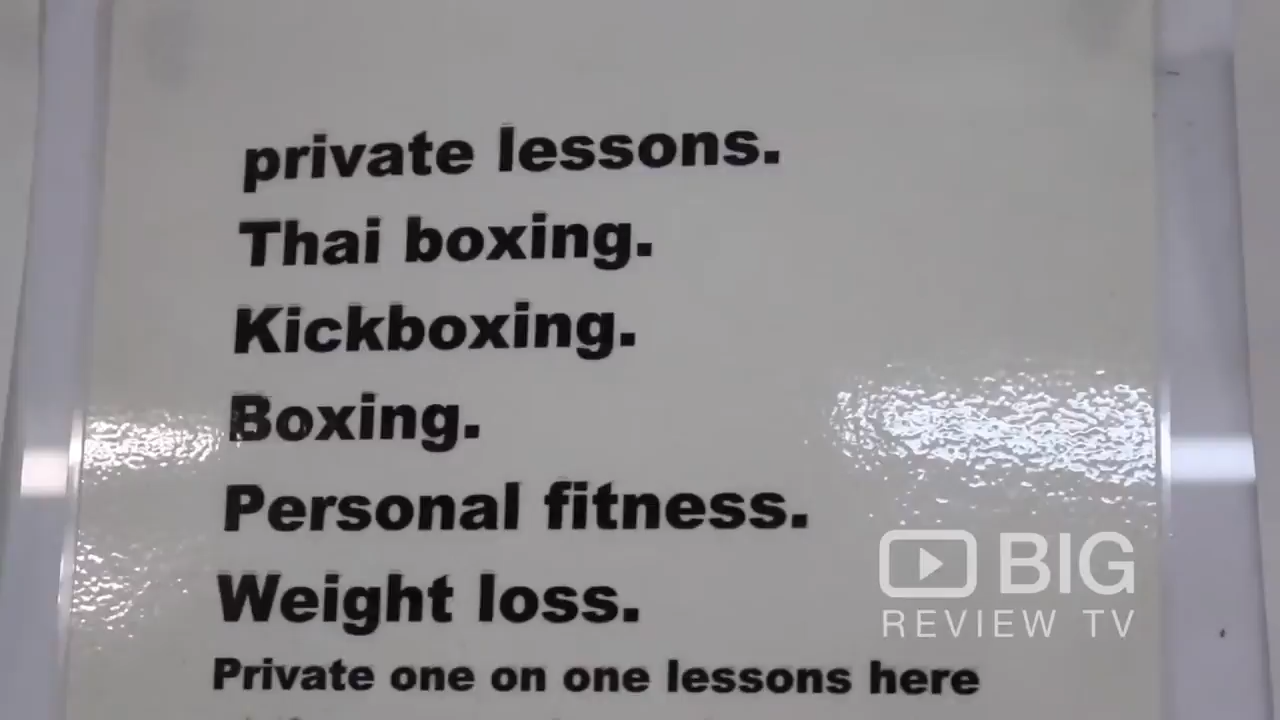 private lessons.
Thai boxing.
Kickboxing.
Boxing.
Personal fitness.
Weight loss.
Private one on one lessons here
BIG
REVIEW TV